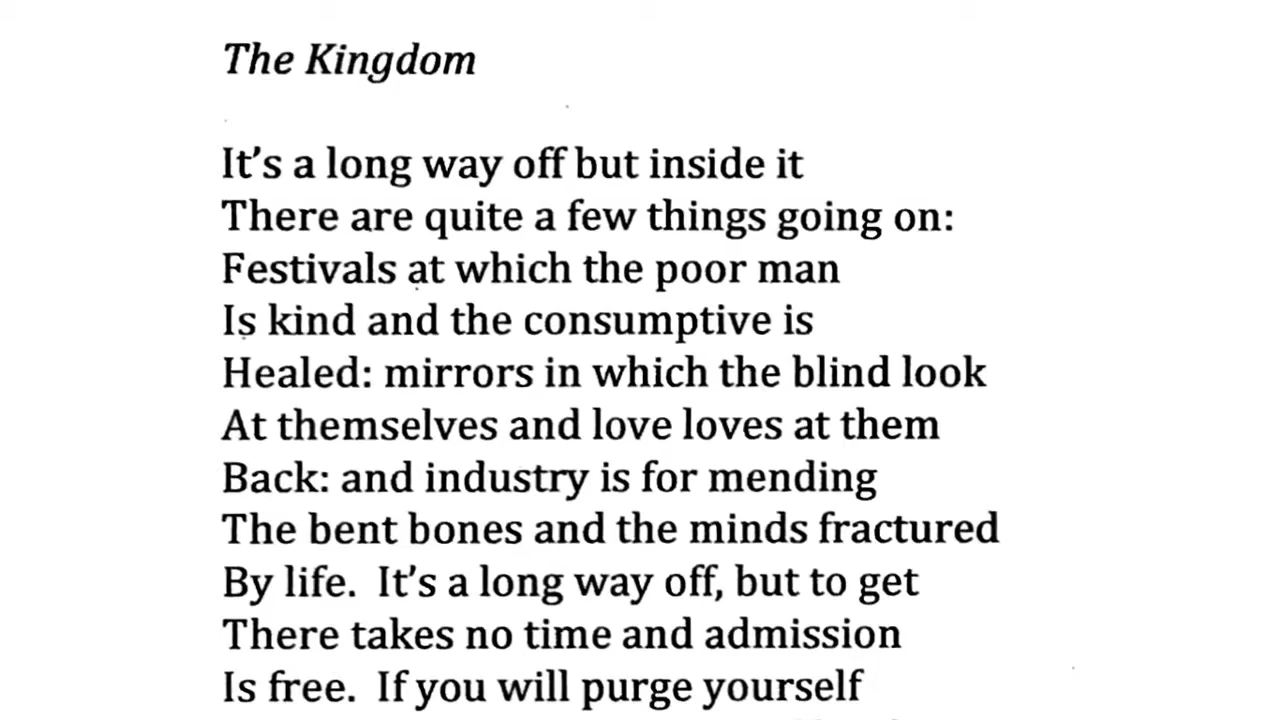 The Kingdom
It's a long way off but inside it
There are quite a few things going on:
Festivals at which the poor man
Is kind and the consumptive is
Healed: mirrors in which the blind look
At themselves and love loves at them
Back: and industry is for mending
The bent bones and the minds fractured
By life.  It's a long way off, but to get
There takes no time and admission
Is free.  If you will purge yourself